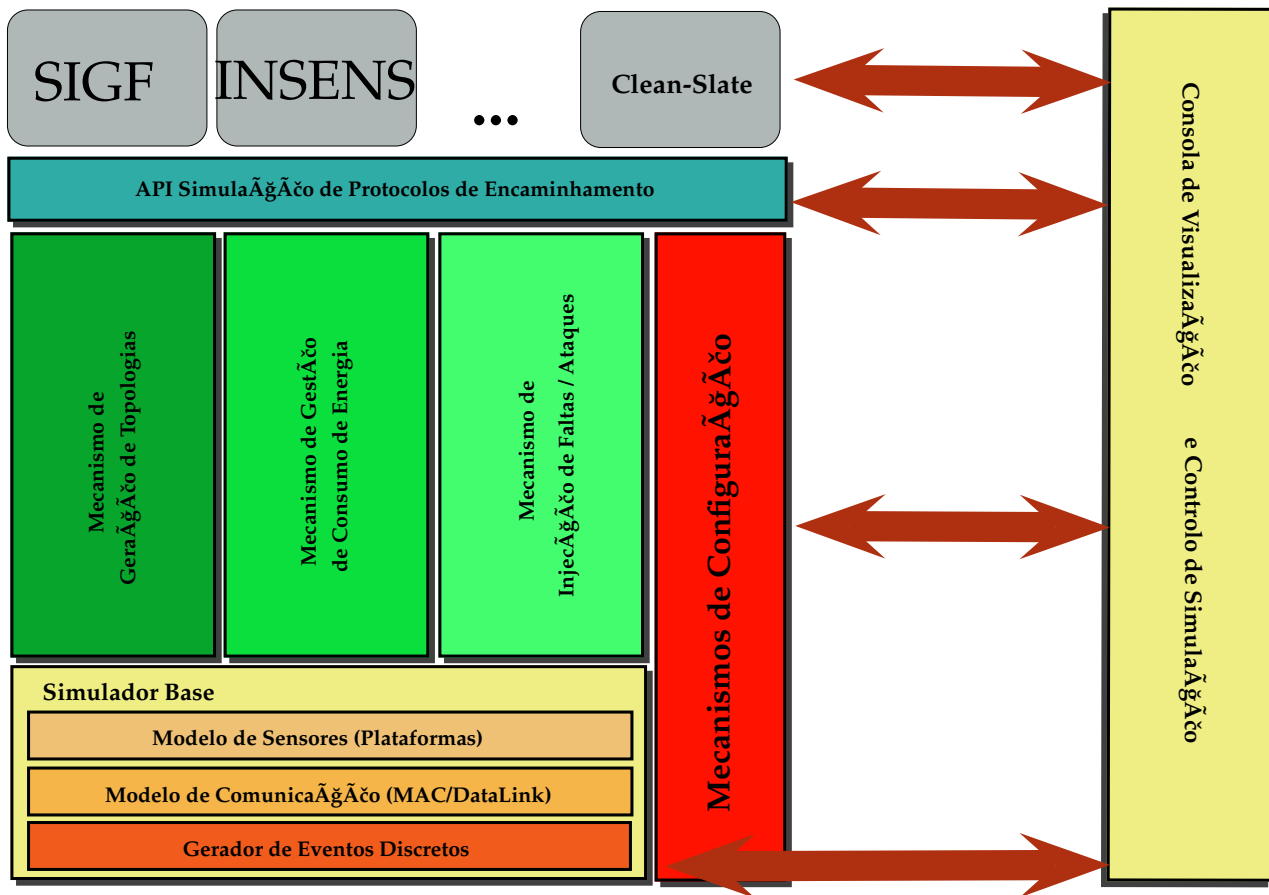 SIGF
INSENS
...
Clean-Slate
API SimulaÃğÃčo de Protocolos de Encaminhamento
Mecanismo de
GeraÃğÃčo de Topologias
Mecanismo de GestÃčo
de Consumo de Energia
Mecanismo de
InjecÃğÃčo de Faltas / Ataques
Mecanismos de ConfiguraÃğÃčo
Consola de VisualizaÃğÃčo e Controlo de SimulaÃğÃčo
Simulador Base
Modelo de Sensores (Plataformas)
Modelo de ComunicaÃğÃčo (MAC/DataLink)
Gerador de Eventos Discretos